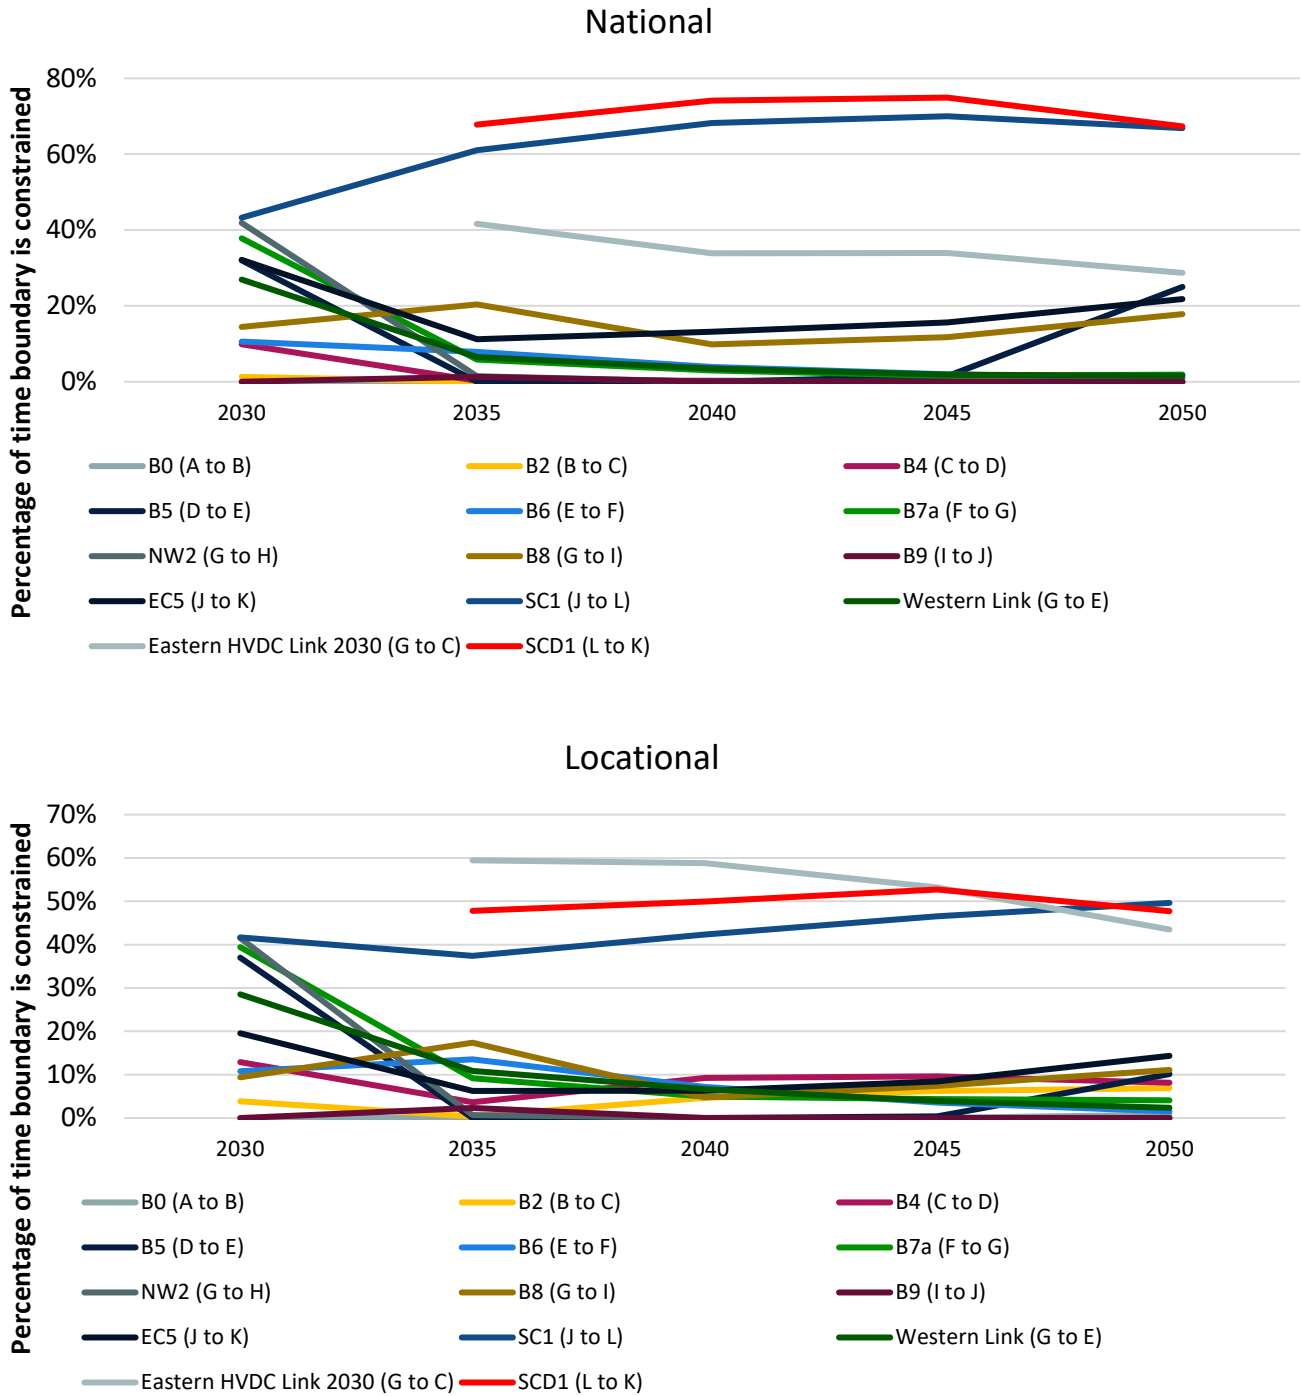 National
Percentage of time boundary is constrained
80%
60%
40%
20%
0%
2030 2035 2040 2045 2050
B0 (A to B) B2 (B to C) B4 (C to D)
B5 (D to E) B6 (E to F) B7a (F to G)
NW2 (G to H) B8 (G to I) B9 (I to J)
EC5 (J to K) SC1 (J to L) Western Link (G to E)
Eastern HVDC Link 2030 (G to C) SCD1 (L to K)
Locational
Percentage of time boundary is constrained
70%
60%
50%
40%
30%
20%
10%
0%
2030 2035 2040 2045 2050
B0 (A to B) B2 (B to C) B4 (C to D)
B5 (D to E) B6 (E to F) B7a (F to G)
NW2 (G to H) B8 (G to I) B9 (I to J)
EC5 (J to K) SC1 (J to L) Western Link (G to E)
Eastern HVDC Link 2030 (G to C) SCD1 (L to K)